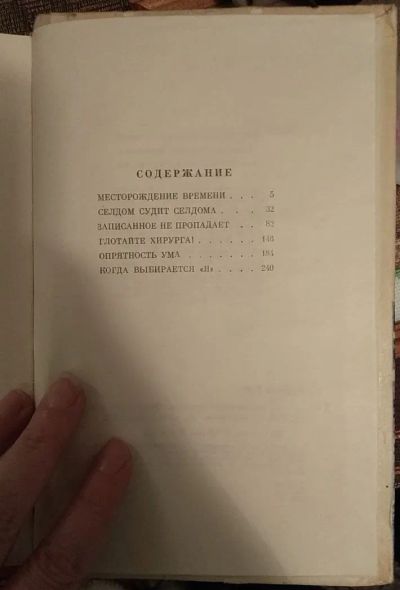 СОДЕРЖАНИЕ
МЕСТОРОЖДЕНИЕ ВРЕМЕНИ . . . 5
СЕЛДОМ СУДИТ СЕЛДОМА . . . 32
ЗАПИСАННОЕ НЕ ПРОПАДАЕТ . . . 82
ГЛОТАЙТЕ ХИРУРГА! . . . . . . 146
ОПРЯТНОСТЬ УМА . . . . . . . 184
КОГДА ВЫБИРАЕТСЯ «Я» . . . . 240